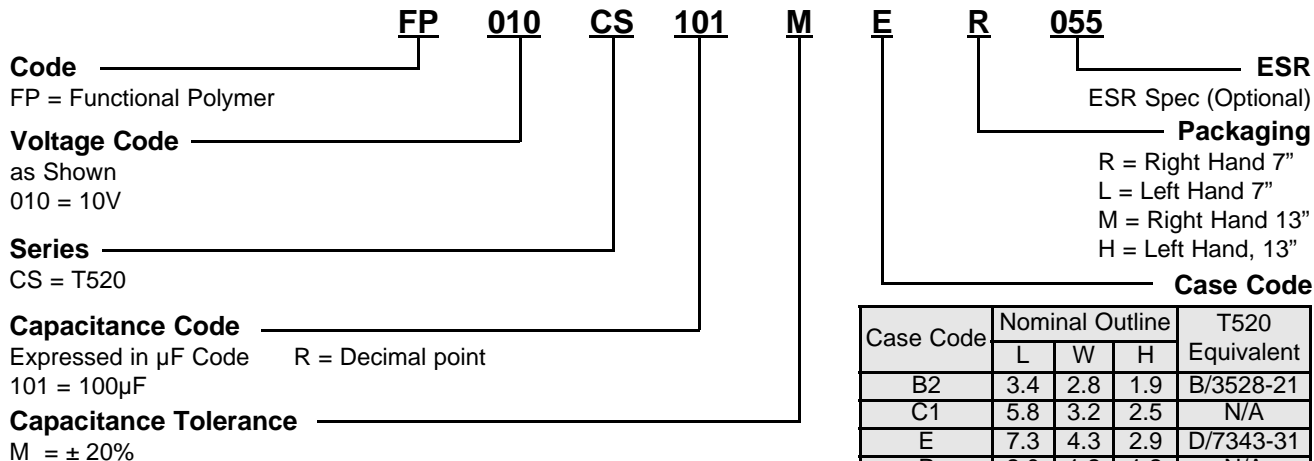 FP 010 CS 101 M E R 055
Code
FP = Functional Polymer
Voltage Code
as Shown
010 = 10V
Series
CS = T520
Capacitance Code
Expressed in µF Code R = Decimal point
101 = 100µF
Capacitance Tolerance
M = ± 20%
ESR
ESR Spec (Optional)
Packaging
R = Right Hand 7”
L = Left Hand 7”
M = Right Hand 13”
H = Left Hand, 13”
Case Code
Case Code Nominal Outline T520 Equivalent
L W H
B2 3.4 2.8 1.9 B/3528-21
C1 5.8 3.2 2.5 N/A
E 7.3 4.3 2.9 D/7343-31